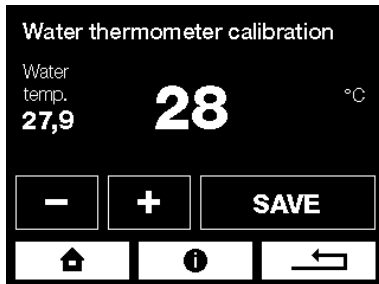 Water thermometer calibration
Water
temp.
27,9
28
°C
−
+
SAVE